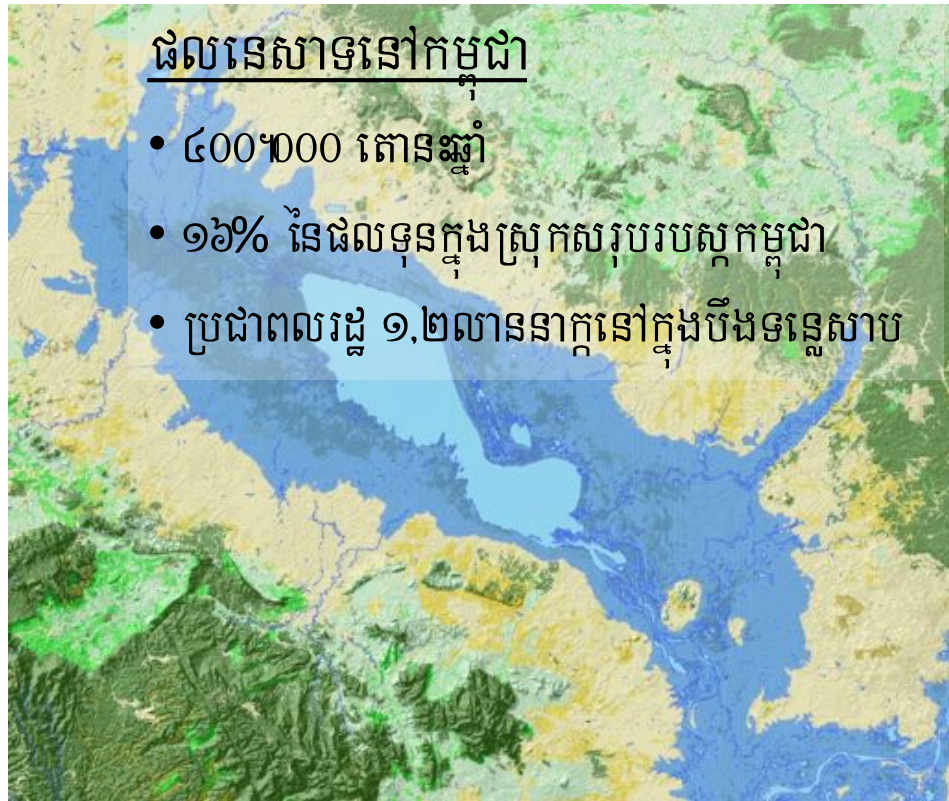 ផលនេសាទនៅកម្ពុជា
• ៤០០៕០០០ តោនះឆ្នាំ
• ១៦% នៃផលទុនក្នុងស្រុកសរុបរបស្កកម្ពុជា
• ប្រជាពលរដ្ឋ ១,២លាននាក្កនៅក្នុងបឹងទន្លេសាប